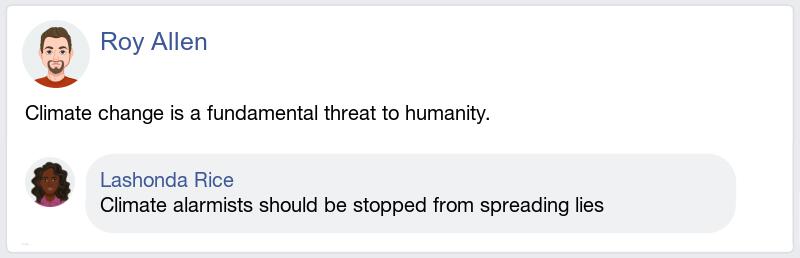 Roy Allen
Climate change is a fundamental threat to humanity.
Lashonda Rice
Climate alarmists should be stopped from spreading lies